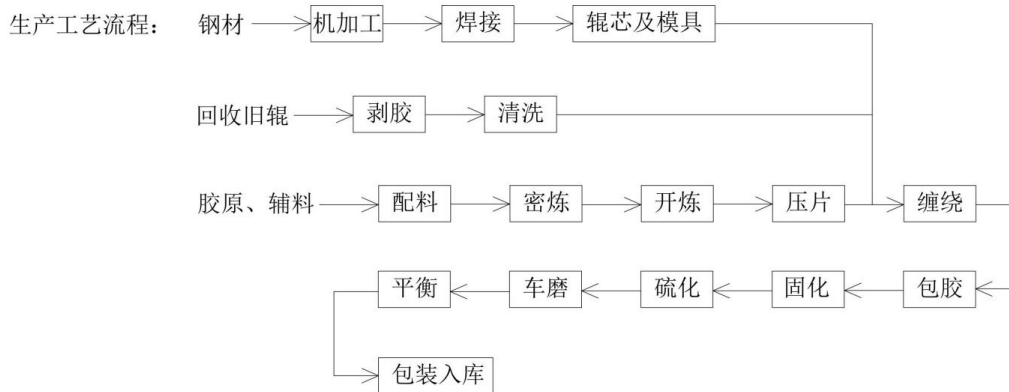 生产工艺流程： 钢材 机加工 焊接 辊芯及模具
回收旧辊 剥胶 清洗
胶原、辅料 配料 密炼 开炼 压片 缠绕
平衡 车磨 硫化 固化 包胶
包装入库